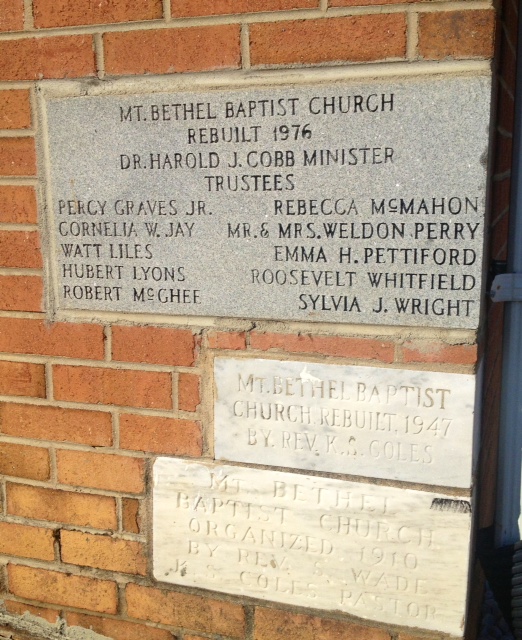 MT. BETHEL BAPTIST CHURCH
REBUILT 1976
DR. HAROLD J. COBB MINISTER
TRUSTEES
PERCY GRAVES JR. REBECCA McMAHON
CORNELIA W. JAY MR. & MRS. WELDON PERRY
WATT LILES EMMA H. PETTIFORD
HUBERT LYONS ROOSEVELT WHITFIELD
ROBERT McGHEE SYLVIA J. WRIGHT
MT. BETHEL BAPTIST
CHURCH REBUILT 1947
BY REV. K. S. COLES
MT. BETHEL
BAPTIST CHURCH
ORGANIZED 1910
BY REV. S. WADE
K. S. COLES PASTOR